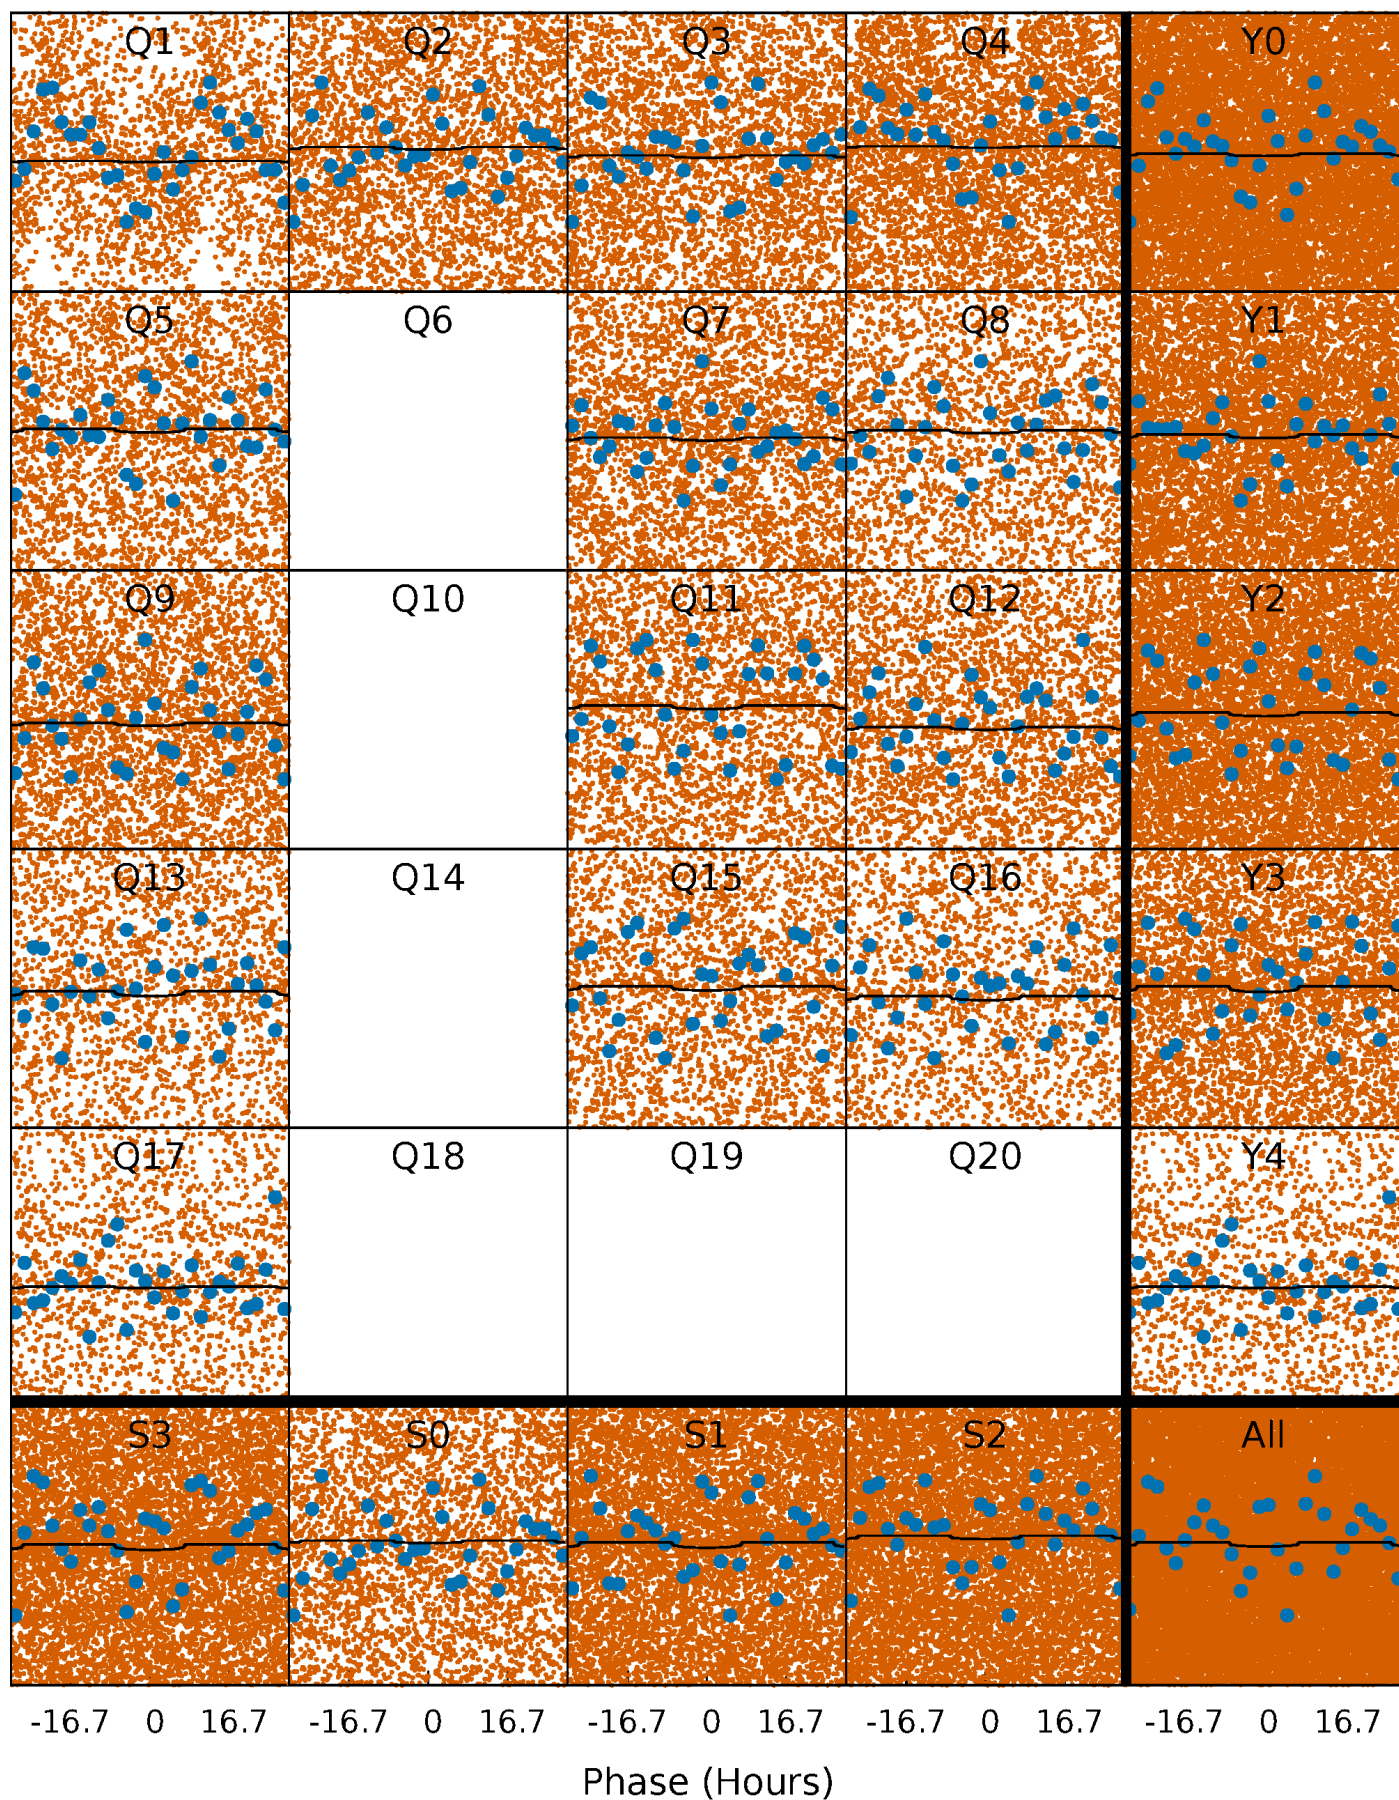 Q1 Q2 Q3 Q4 Y0
Q5 Q6 Q7 Q8 Y1
Q9 Q10 Q11 Q12 Y2
Q13 Q14 Q15 Q16 Y3
Q17 Q18 Q19 Q20 Y4
S3 S0 S1 S2 All
-16.7 0 16.7 -16.7 0 16.7 -16.7 0 16.7 -16.7 0 16.7 -16.7 0 16.7
Phase (Hours)